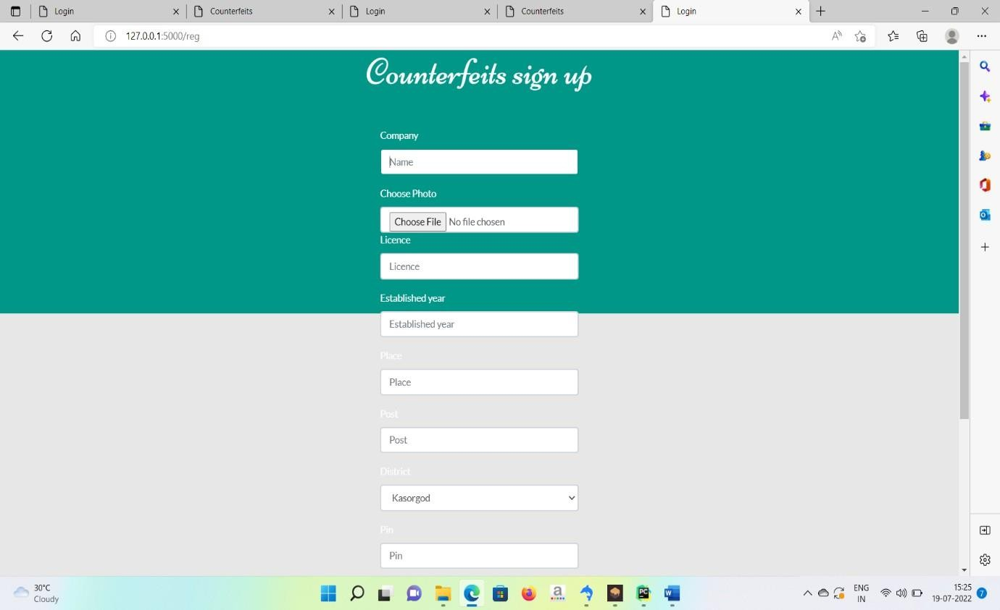 Login
Counterfeits
Login
Counterfeits
Login
127.0.0.1:5000/reg
Counterfeits sign up
Company
Name
Choose Photo
Choose File No file chosen
Licence
Licence
Established year
Established year
Place
Place
Post
Post
District
Kasorgod
Pin
Pin
30°C
Cloudy
ENG
IN
15:25
19-07-2022
7